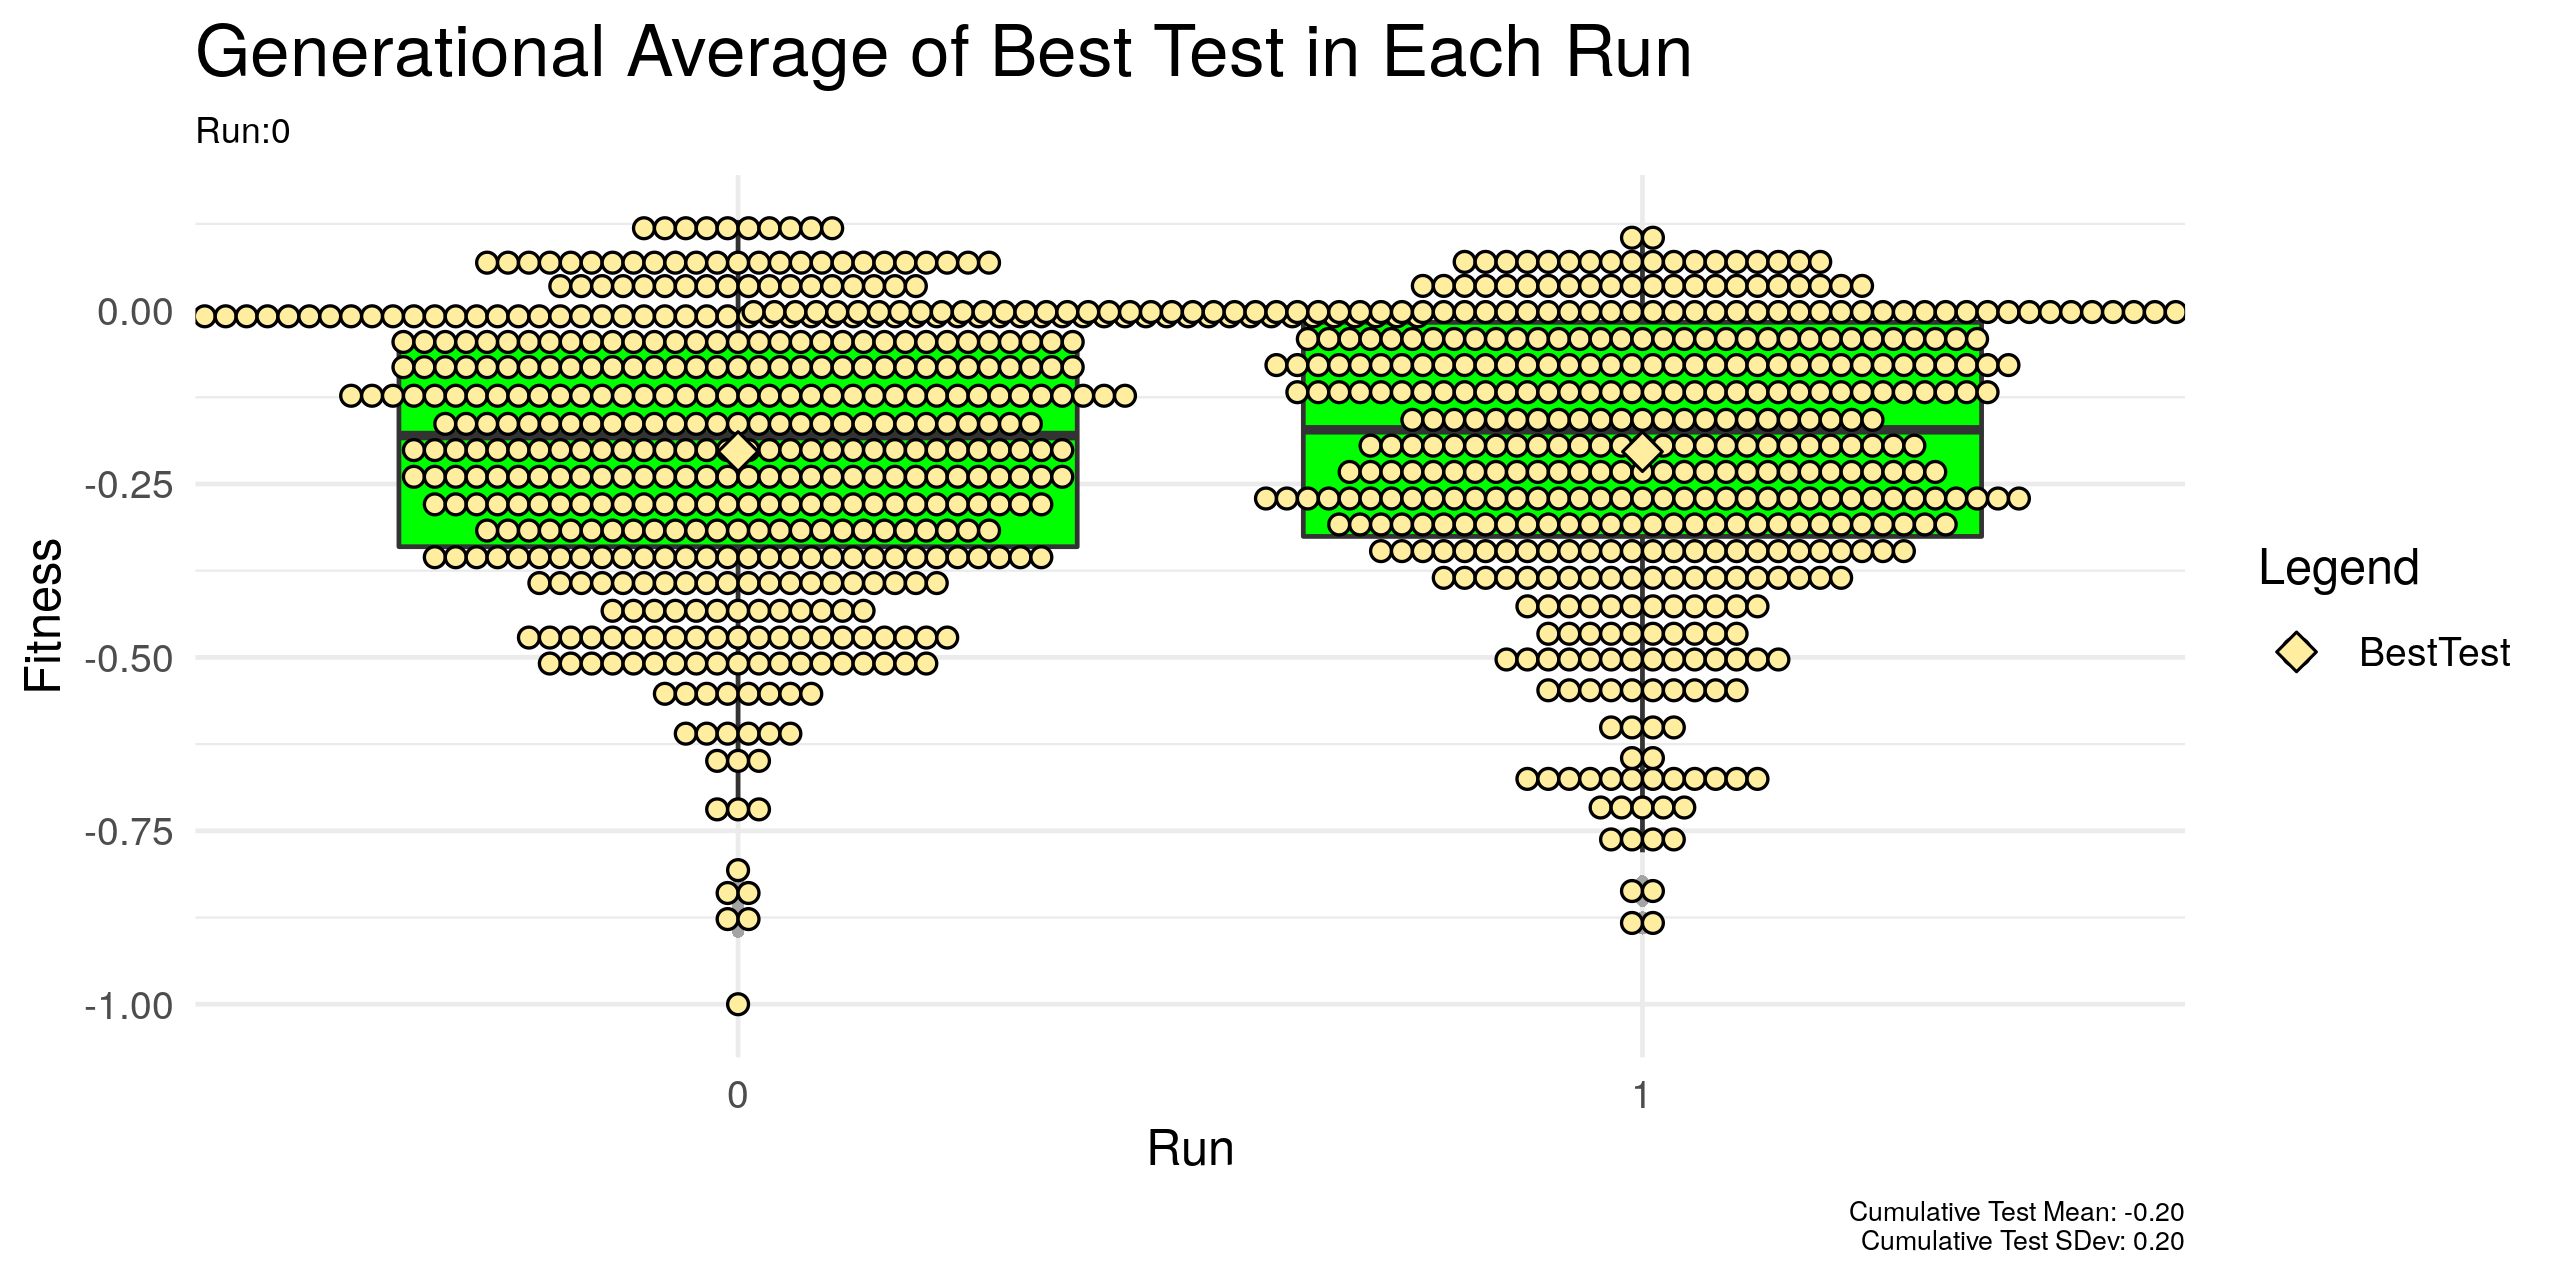 Generational Average of Best Test in Each Run
Run:0
0.00
-0.25
-0.50
-0.75
-1.00
Fitness
0
1
Run
Legend
BestTest
Cumulative Test Mean: -0.20
Cumulative Test SDev: 0.20